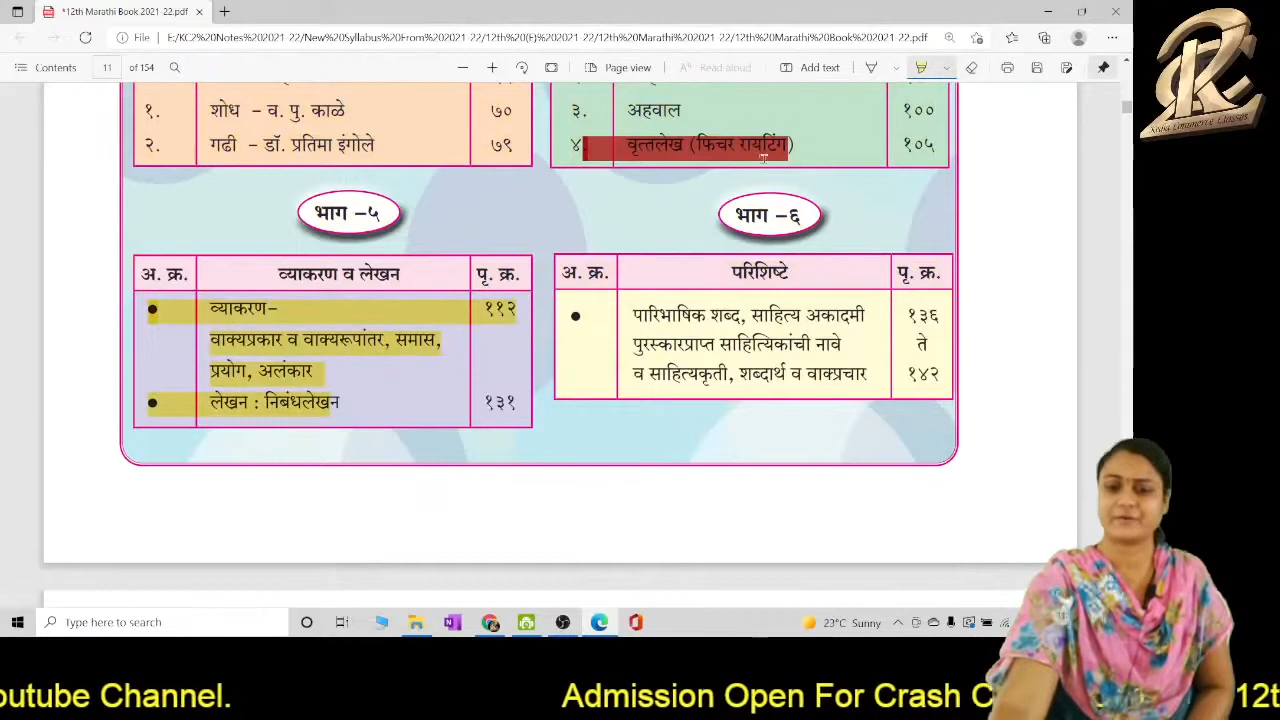 *12th Marathi Book 2021-22.pdf
File
E:/KC2%20Notes%202021-22/New%20Syllabus%20From%202021-22/12th%20(F)%202021-22/12th%20Marathi%202021-22/12th%20Marathi%20Book%202021-22.pdf
Contents 11 of 154 Page view Read aloud Add text
१. शोध – व. पु. काळे ७०
२. गढी – डॉ. प्रतिमा इंगोले ७९
३. अहवाल १००
४. वृत्तलेख (फिचर रायटिंग) १०५
भाग –५
अ. क्र. व्याकरण व लेखन पृ. क्र.
● व्याकरण– ११२
वाक्यप्रकार व वाक्यरूपांतर, समास,
प्रयोग, अलंकार
● लेखन : निबंधलेखन १३१
भाग –६
अ. क्र. परिशिष्टे पृ. क्र.
● पारिभाषिक शब्द, साहित्य अकादमी १३६
पुरस्कारप्राप्त साहित्यिकांची नावे ते
व साहित्यकृती, शब्दार्थ व वाक्प्रचार १४२
Type here to search
23°C Sunny
Commerce Classes
outube Channel. Admission Open For Crash C 12t